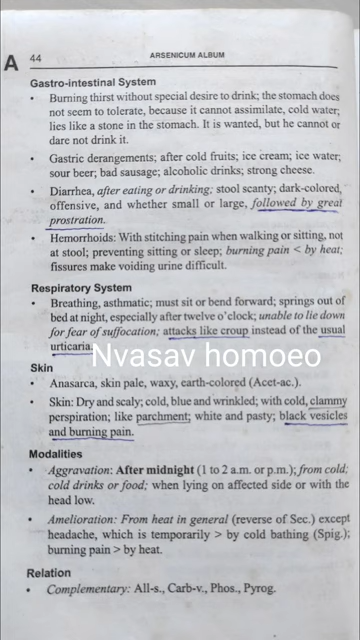 A
44
ARSENICUM ALBUM
Gastro-intestinal System
• Burning thirst without special desire to drink; the stomach does
not seem to tolerate, because it cannot assimilate, cold water;
lies like a stone in the stomach. It is wanted, but he cannot or
dare not drink it.
• Gastric derangements; after cold fruits; ice cream; ice water;
sour beer; bad sausage; alcoholic drinks; strong cheese.
• Diarrhea, after eating or drinking; stool scanty; dark-colored,
offensive, and whether small or large, followed by great
prostration.
• Hemorrhoids: With stitching pain when walking or sitting, not
at stool; preventing sitting or sleep; burning pain < by heat;
fissures make voiding urine difficult.
Respiratory System
• Breathing, asthmatic; must sit or bend forward; springs out of
bed at night, especially after twelve o'clock; unable to lie down
for fear of suffocation; attacks like croup instead of the usual
urticaria.
Nvasav homoeo
Skin
• Anasarca, skin pale, waxy, earth-colored (Acet-ac.).
• Skin: Dry and scaly; cold, blue and wrinkled; with cold, clammy
perspiration; like parchment; white and pasty; black vesicles
and burning pain.
Modalities
• Aggravation: After midnight (1 to 2 a.m. or p.m.); from cold;
cold drinks or food; when lying on affected side or with the
head low.
• Amelioration: From heat in general (reverse of Sec.) except
headache, which is temporarily > by cold bathing (Spig.);
burning pain > by heat.
Relation
• Complementary: All-s., Carb-v., Phos., Pyrog.